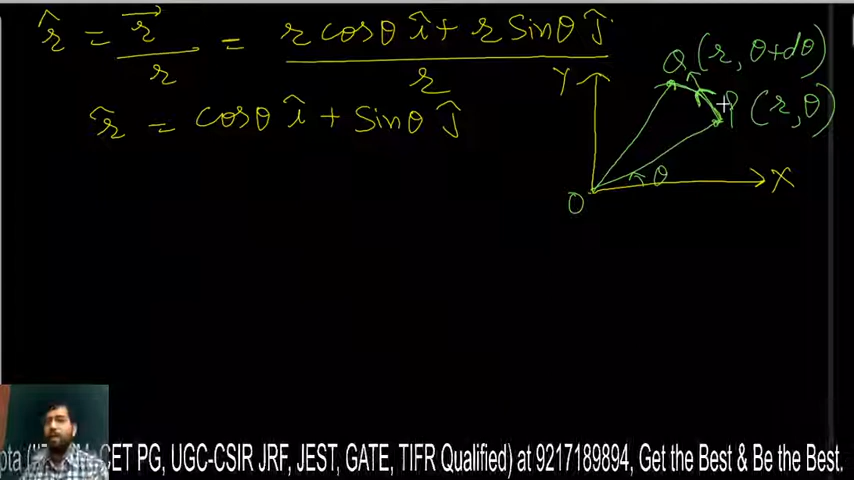 r̂ = r⃗ / r = r cosθ î + r Sinθ ĵ / r
r̂ = cosθ î + Sinθ ĵ
Y
Q (r, θ+dθ)
P (r, θ)
θ
X
O
CET PG, UGC-CSIR JRF, JEST, GATE, TIFR Qualified) at 9217189894, Get the Best & Be the Best.